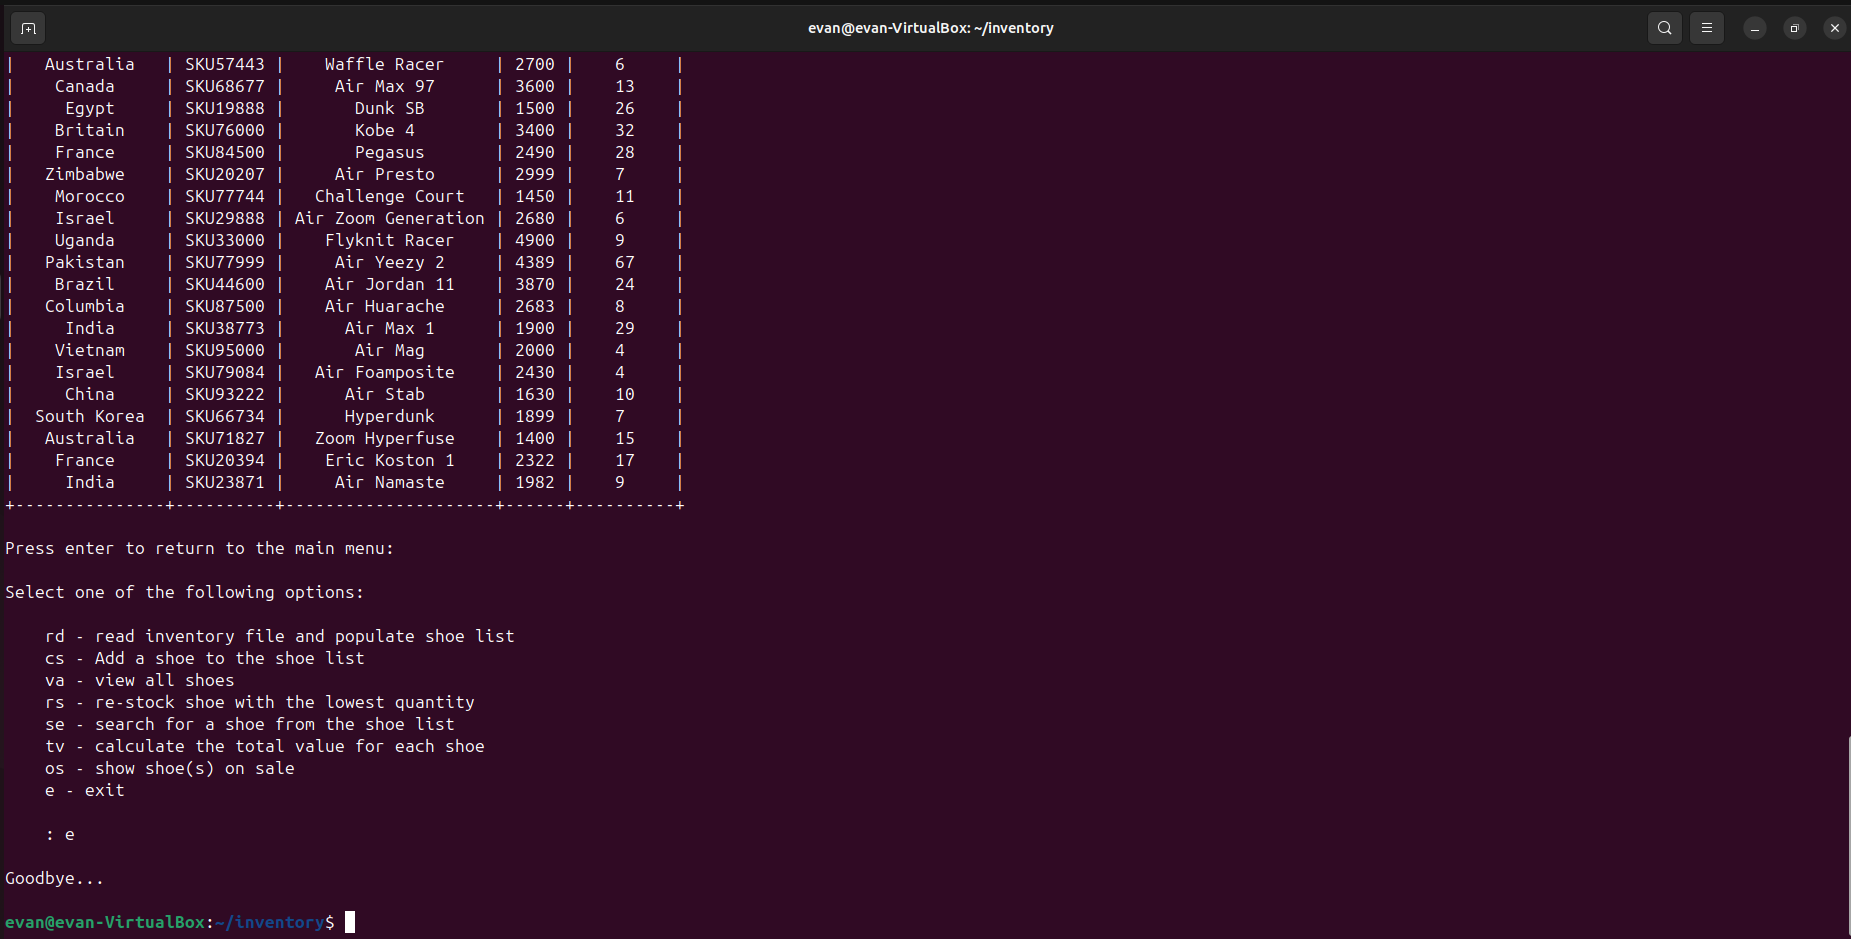 evan@evan-VirtualBox: ~/inventory
|   Australia   | SKU57443 |    Waffle Racer     | 2700 |    6     |
|    Canada     | SKU68677 |     Air Max 97      | 3600 |    13    |
|     Egypt     | SKU19888 |       Dunk SB       | 1500 |    26    |
|    Britain    | SKU76000 |       Kobe 4        | 3400 |    32    |
|    France     | SKU84500 |       Pegasus       | 2490 |    28    |
|   Zimbabwe    | SKU20207 |     Air Presto      | 2999 |    7     |
|    Morocco    | SKU77744 |   Challenge Court   | 1450 |    11    |
|    Israel     | SKU29888 | Air Zoom Generation | 2680 |    6     |
|    Uganda     | SKU33000 |    Flyknit Racer    | 4900 |    9     |
|   Pakistan    | SKU77999 |     Air Yeezy 2     | 4389 |    67    |
|    Brazil     | SKU44600 |    Air Jordan 11    | 3870 |    24    |
|   Columbia    | SKU87500 |    Air Huarache     | 2683 |    8     |
|     India     | SKU38773 |      Air Max 1      | 1900 |    29    |
|    Vietnam    | SKU95000 |       Air Mag       | 2000 |    4     |
|    Israel     | SKU79084 |   Air Foamposite    | 2430 |    4     |
|     China     | SKU93222 |      Air Stab       | 1630 |    10    |
|  South Korea  | SKU66734 |      Hyperdunk      | 1899 |    7     |
|   Australia   | SKU71827 |   Zoom Hyperfuse    | 1400 |    15    |
|    France     | SKU20394 |    Eric Koston 1    | 2322 |    17    |
|     India     | SKU23871 |     Air Namaste     | 1982 |    9     |
+---------------+----------+---------------------+------+----------+
Press enter to return to the main menu:
Select one of the following options:
rd - read inventory file and populate shoe list
cs - Add a shoe to the shoe list
va - view all shoes
rs - re-stock shoe with the lowest quantity
se - search for a shoe from the shoe list
tv - calculate the total value for each shoe
os - show shoe(s) on sale
e - exit
: e
Goodbye...
evan@evan-VirtualBox:~/inventory$